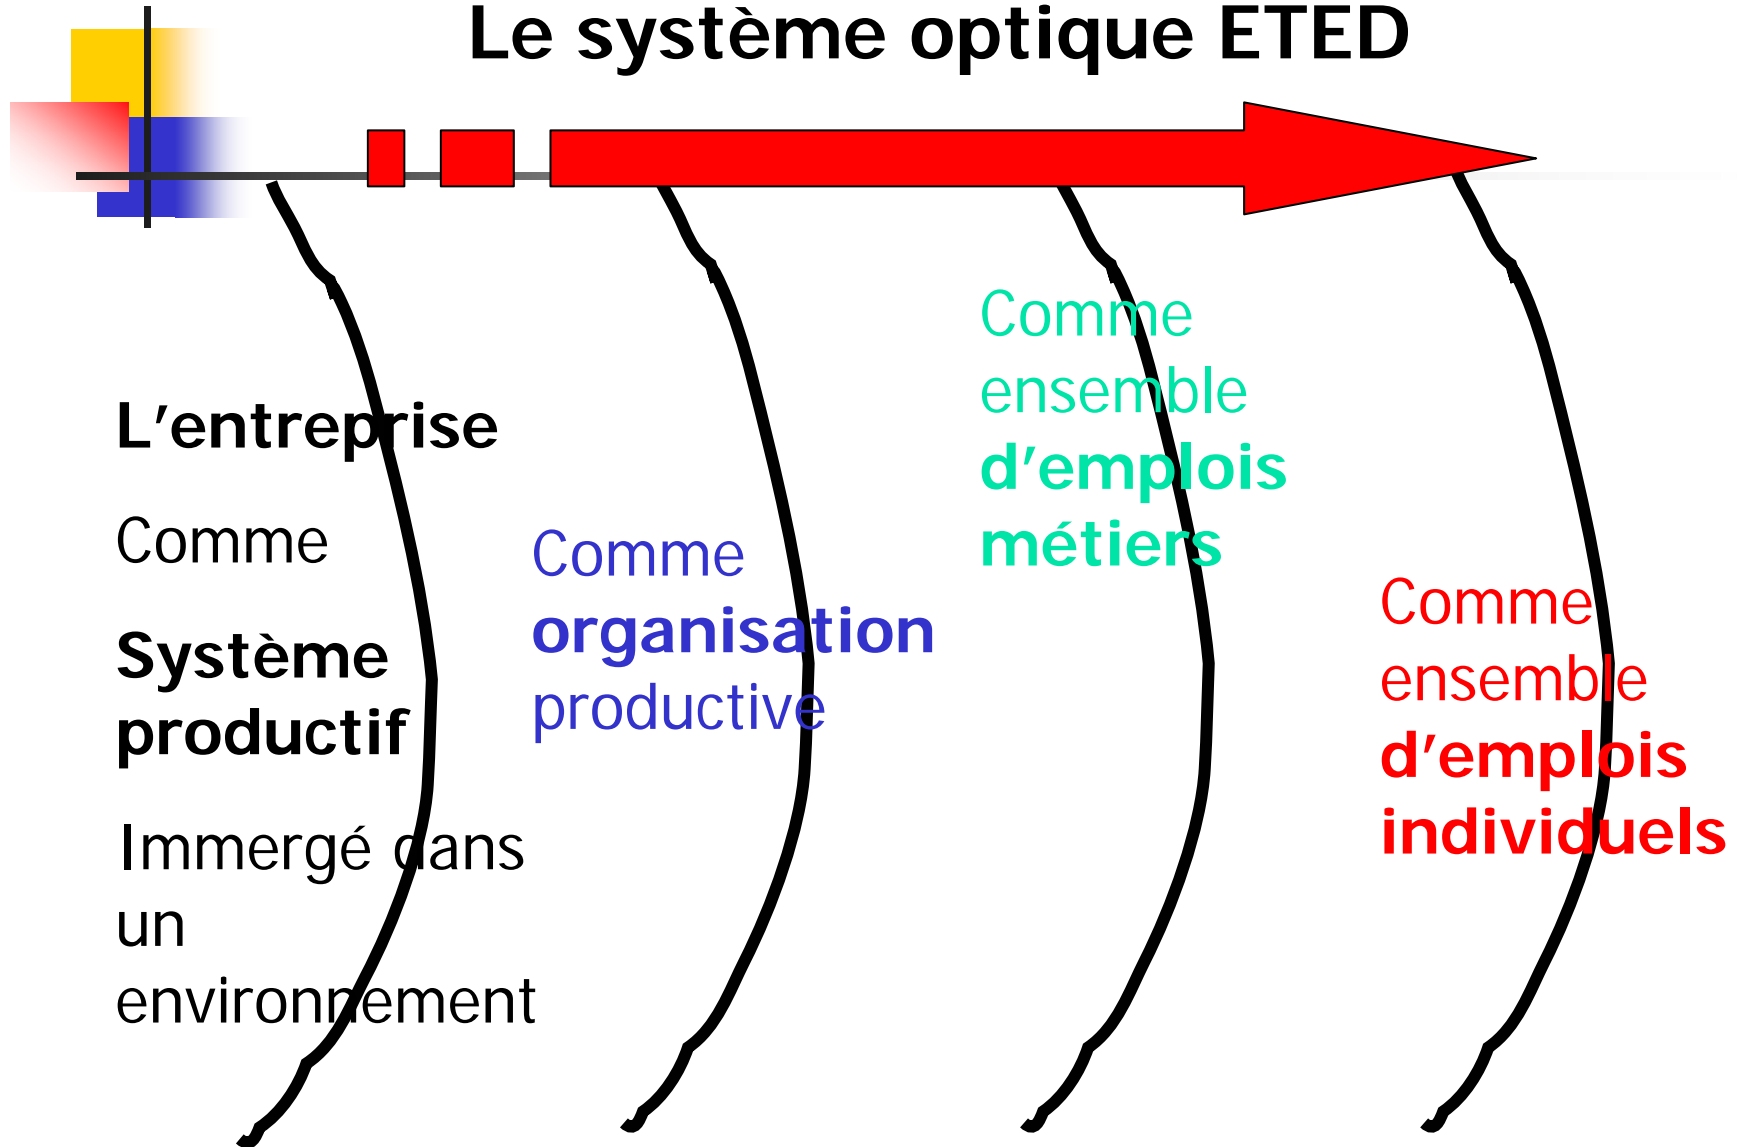 Le système optique ETED
L'entreprise
Comme
Système
productif
Immergé dans
un
environnement
Comme
organisation
productive
Comme
ensemble
d'emplois
métiers
Comme
ensemble
d'emplois
individuels